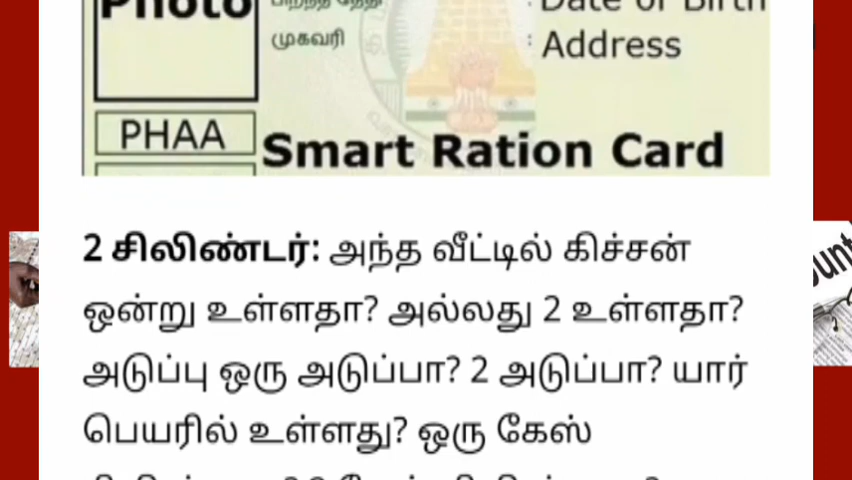 Photo
பிறந்த தேதி : Date of Birth
முகவரி : Address
PHAA
Smart Ration Card
2 சிலிண்டர்: அந்த வீட்டில் கிச்சன்
ஒன்று உள்ளதா? அல்லது 2 உள்ளதா?
அடுப்பு ஒரு அடுப்பா? 2 அடுப்பா? யார்
பெயரில் உள்ளது? ஒரு கேஸ்